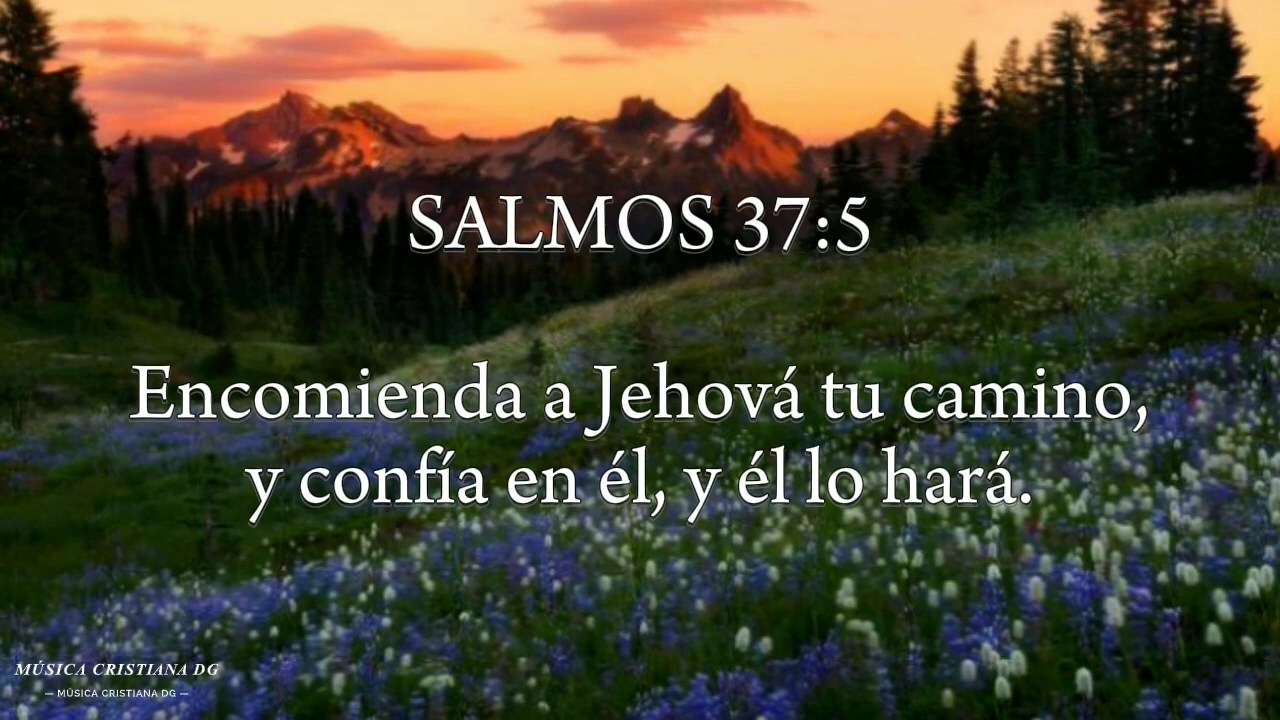 SALMOS 37:5
Encomienda a Jehová tu camino,
y confía en él, y él lo hará.
MÚSICA CRISTIANA DG
— MÚSICA CRISTIANA DG —